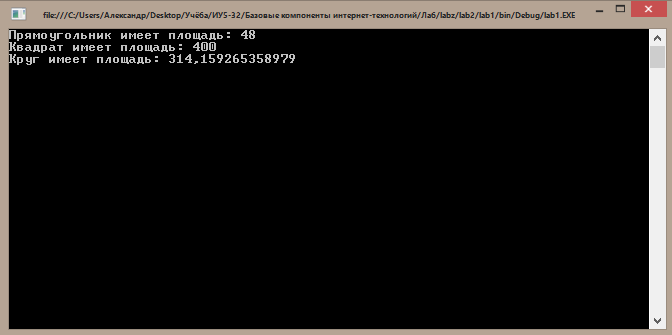 file:///C:/Users/Александр/Desktop/Учёба/ИУ5-32/Базовые компоненты интернет-технологий/Лаб/labz/lab2/lab1/bin/Debug/lab1.EXE
Прямоугольник имеет площадь: 48
Квадрат имеет площадь: 400
Круг имеет площадь: 314,159265358979